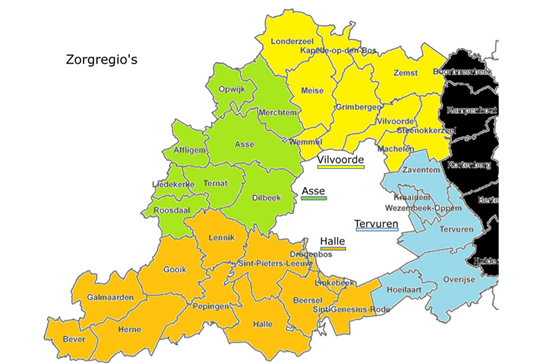 Zorgregio's
Londerzeel
Kapelle-op-den-Bos
Zemst
Opwijk
Meise
Merchtem
Grimbergen
Kampenhout
Vilvoorde
Steenokkerzeel
Asse
Wemmel
Machelen
Affligem
Vilvoorde
Kortenberg
Zaventem
Liedekerke
Ternat
Asse
Dilbeek
Kraainem
Wezembeek-Oppem
Roosdaal
Tervuren
Tervuren
Lennik
Halle
Drogenbos
Sint-Pieters-Leeuw
Gooik
Linkebeek
Overijse
Hoeilaart
Galmaarden
Beersel
Pepingen
Sint-Genesius-Rode
Herne
Halle
Bever